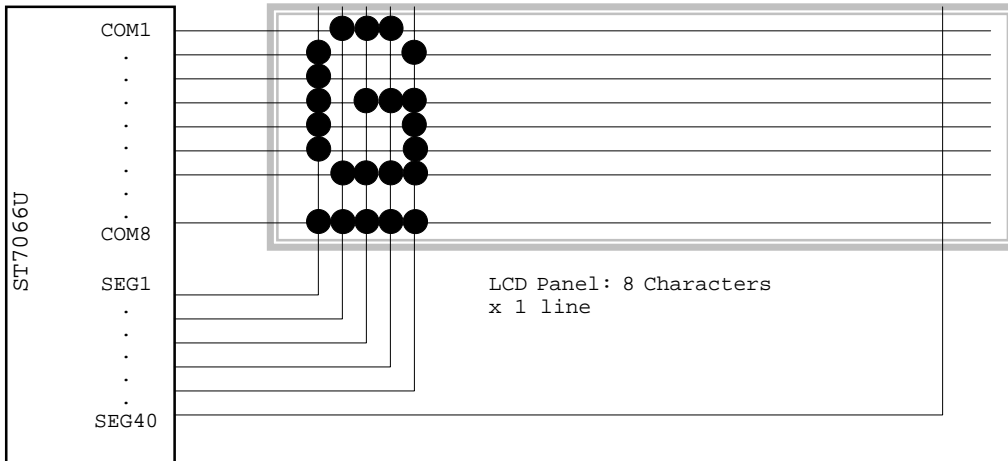 ST7066U
COM1
.
.
.
.
.
.
.
COM8
SEG1
.
.
.
.
.
SEG40
LCD Panel: 8 Characters
x 1 line